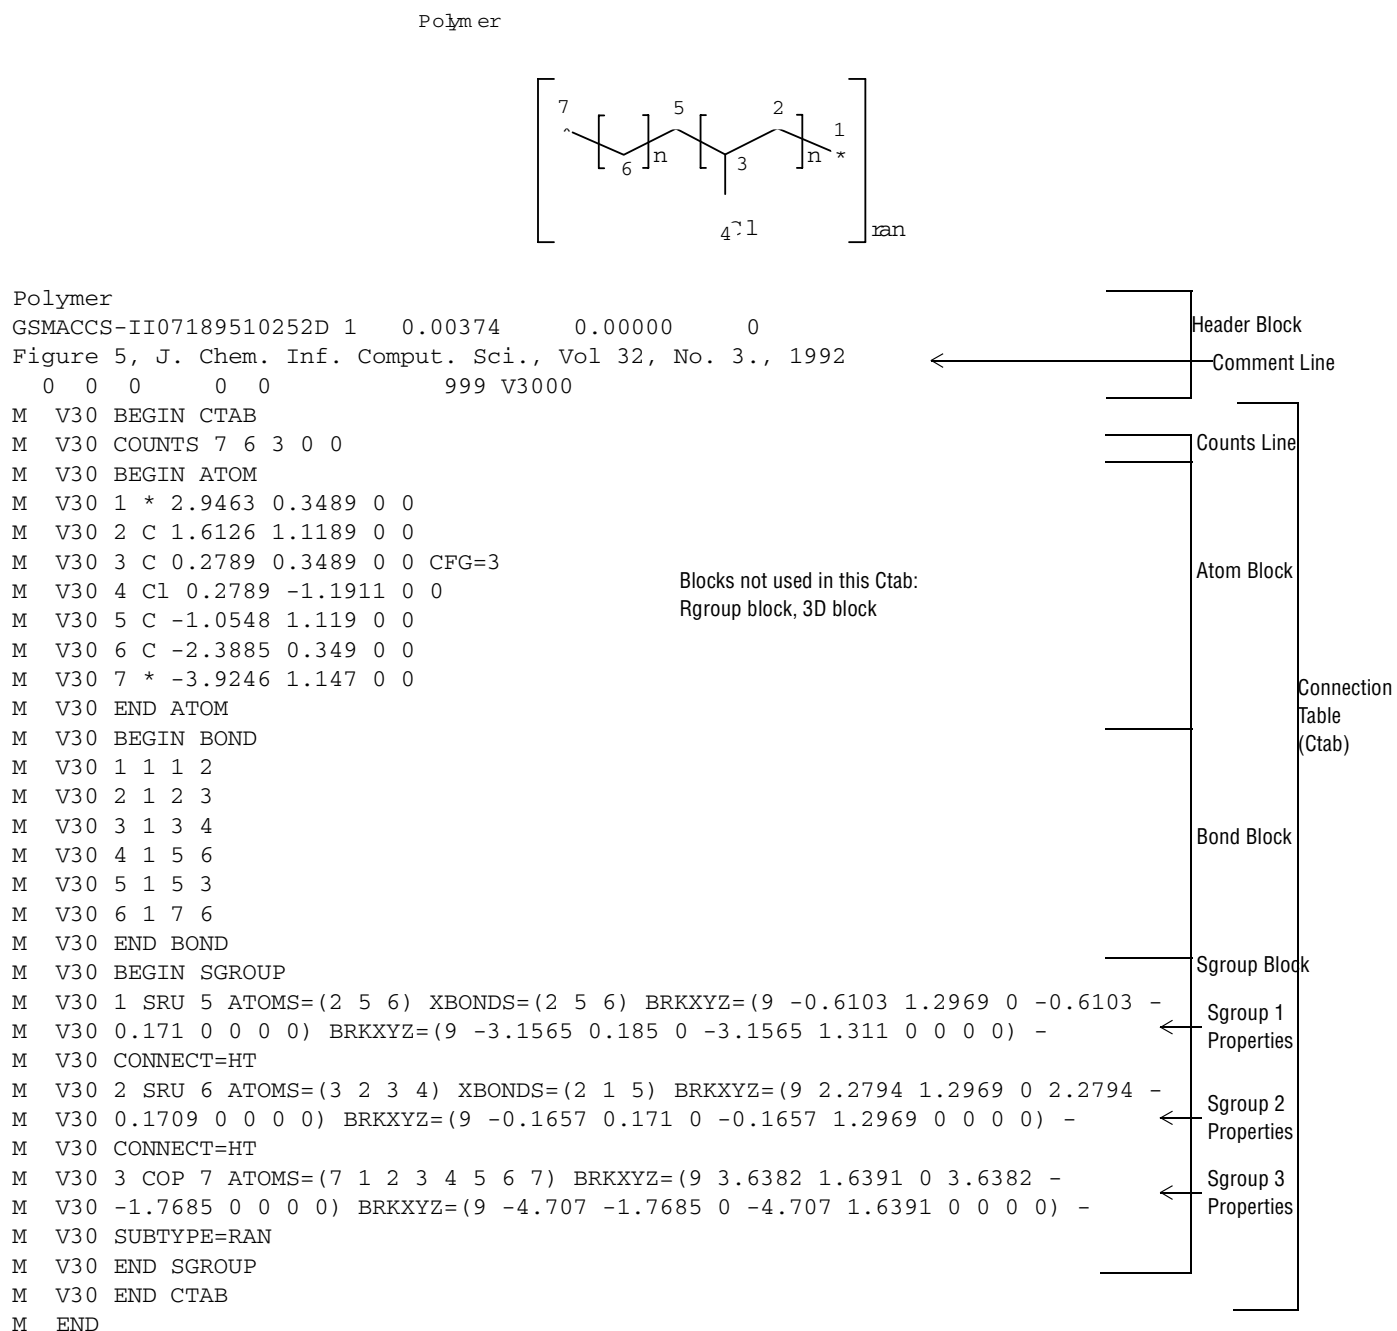 Polymer
7 5 2 1
n n *
6 3
4 Cl ran
Polymer
GSMACCS-II07189510252D 1   0.00374      0.00000    0
Header Block
Figure 5, J. Chem. Inf. Comput. Sci., Vol 32, No. 3., 1992
Comment Line
  0  0  0     0  0            999 V3000
M  V30 BEGIN CTAB
M  V30 COUNTS 7 6 3 0 0
Counts Line
M  V30 BEGIN ATOM
M  V30 1 * 2.9463 0.3489 0 0
M  V30 2 C 1.6126 1.1189 0 0
M  V30 3 C 0.2789 0.3489 0 0 CFG=3
M  V30 4 Cl 0.2789 -1.1911 0 0
M  V30 5 C -1.0548 1.119 0 0
M  V30 6 C -2.3885 0.349 0 0
M  V30 7 * -3.9246 1.147 0 0
Blocks not used in this Ctab:
Rgroup block, 3D block
Atom Block
M  V30 END ATOM
M  V30 BEGIN BOND
Connection
Table
(Ctab)
M  V30 1 1 1 2
M  V30 2 1 2 3
M  V30 3 1 3 4
M  V30 4 1 5 6
M  V30 5 1 5 3
M  V30 6 1 7 6
Bond Block
M  V30 END BOND
M  V30 BEGIN SGROUP
Sgroup Block
M  V30 1 SRU 5 ATOMS=(2 5 6) XBONDS=(2 5 6) BRKXYZ=(9 -0.6103 1.2969 0 -0.6103 -
M  V30 0.171 0 0 0 0) BRKXYZ=(9 -3.1565 0.185 0 -3.1565 1.311 0 0 0 0) -
M  V30 CONNECT=HT
Sgroup 1
Properties
M  V30 2 SRU 6 ATOMS=(3 2 3 4) XBONDS=(2 1 5) BRKXYZ=(9 2.2794 1.2969 0 2.2794 -
M  V30 0.1709 0 0 0 0) BRKXYZ=(9 -0.1657 0.171 0 -0.1657 1.2969 0 0 0 0) -
M  V30 CONNECT=HT
Sgroup 2
Properties
M  V30 3 COP 7 ATOMS=(7 1 2 3 4 5 6 7) BRKXYZ=(9 3.6382 1.6391 0 3.6382 -
M  V30 -1.7685 0 0 0 0) BRKXYZ=(9 -4.707 -1.7685 0 -4.707 1.6391 0 0 0 0) -
M  V30 SUBTYPE=RAN
Sgroup 3
Properties
M  V30 END SGROUP
M  V30 END CTAB
M  END